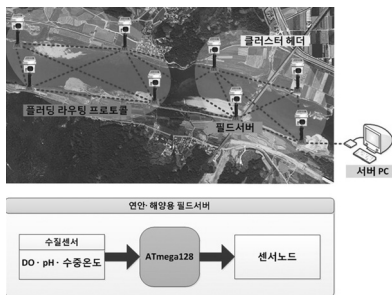 클러스터 헤더
플러딩 라우팅 프로토콜
필드서버
서버 PC
연안·해양용 필드서버
수질센서
DO · pH · 수중온도
ATmega128
센서노드